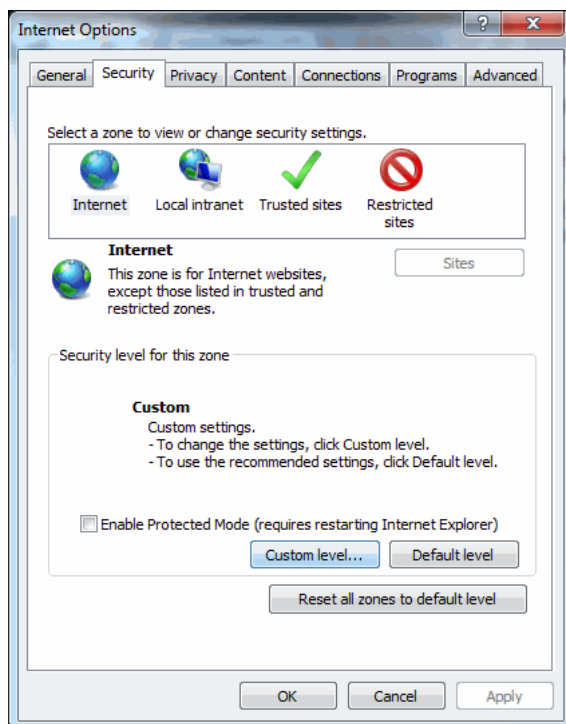 Internet Options
General Security Privacy Content Connections Programs Advanced
Select a zone to view or change security settings.
Internet Local intranet Trusted sites Restricted
sites
Internet
This zone is for Internet websites,
except those listed in trusted and
restricted zones.
Sites
Security level for this zone
Custom
Custom settings.
- To change the settings, click Custom level.
- To use the recommended settings, click Default level.
Enable Protected Mode (requires restarting Internet Explorer)
Custom level... Default level
Reset all zones to default level
OK Cancel Apply